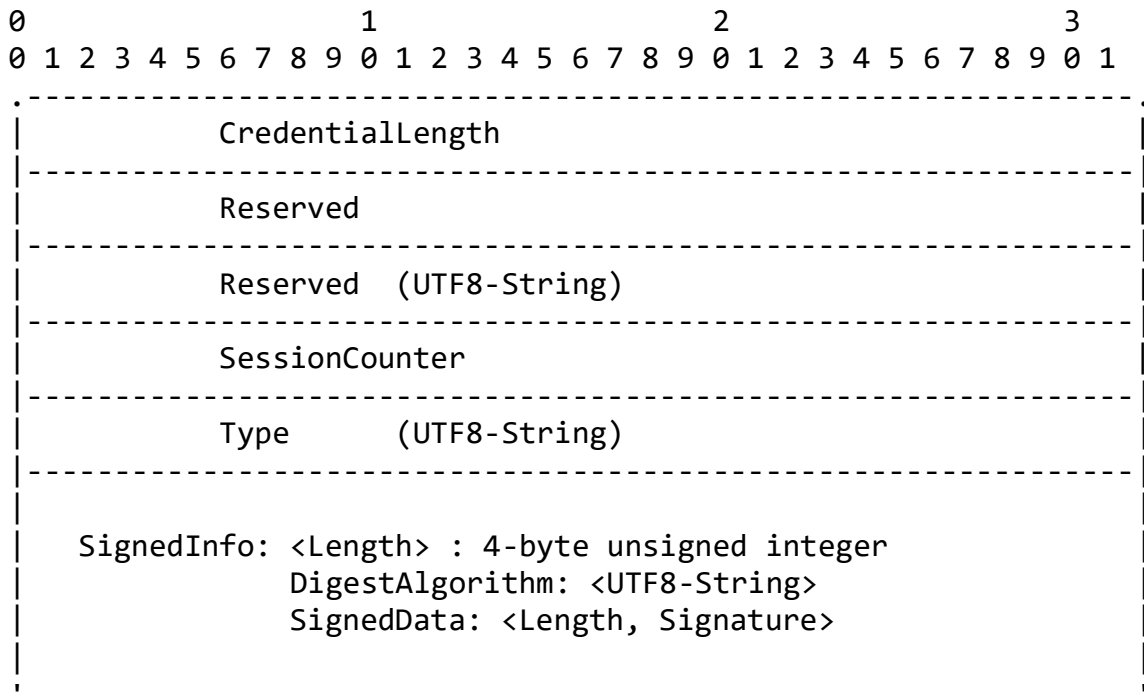 0                   1                   2                   3
0 1 2 3 4 5 6 7 8 9 0 1 2 3 4 5 6 7 8 9 0 1 2 3 4 5 6 7 8 9 0 1
.---------------------------------------------------------------.
|           CredentialLength                                    |
|---------------------------------------------------------------|
|           Reserved                                            |
|---------------------------------------------------------------|
|           Reserved  (UTF8-String)                             |
|---------------------------------------------------------------|
|           SessionCounter                                      |
|---------------------------------------------------------------|
|           Type      (UTF8-String)                             |
|---------------------------------------------------------------|
|                                                               |
|   SignedInfo: <Length> : 4-byte unsigned integer              |
|               DigestAlgorithm: <UTF8-String>                  |
|               SignedData: <Length, Signature>                 |
|                                                               |
'                                                               '